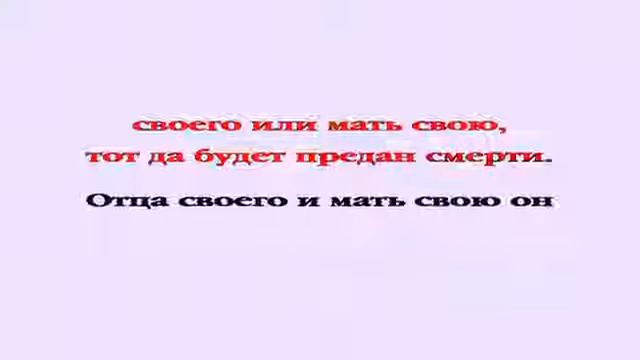 своего или мать свою,
тот да будет предан смерти.
Отца своего и мать свою он